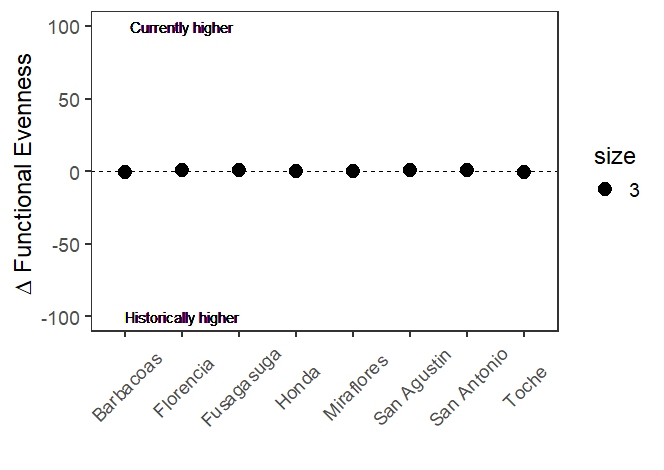 Δ Functional Evenness
100
50
0
-50
-100
Currently higher
Historically higher
Barbacoas
Florencia
Fusagasuga
Honda
Miraflores
San Agustin
San Antonio
Toche
size
3